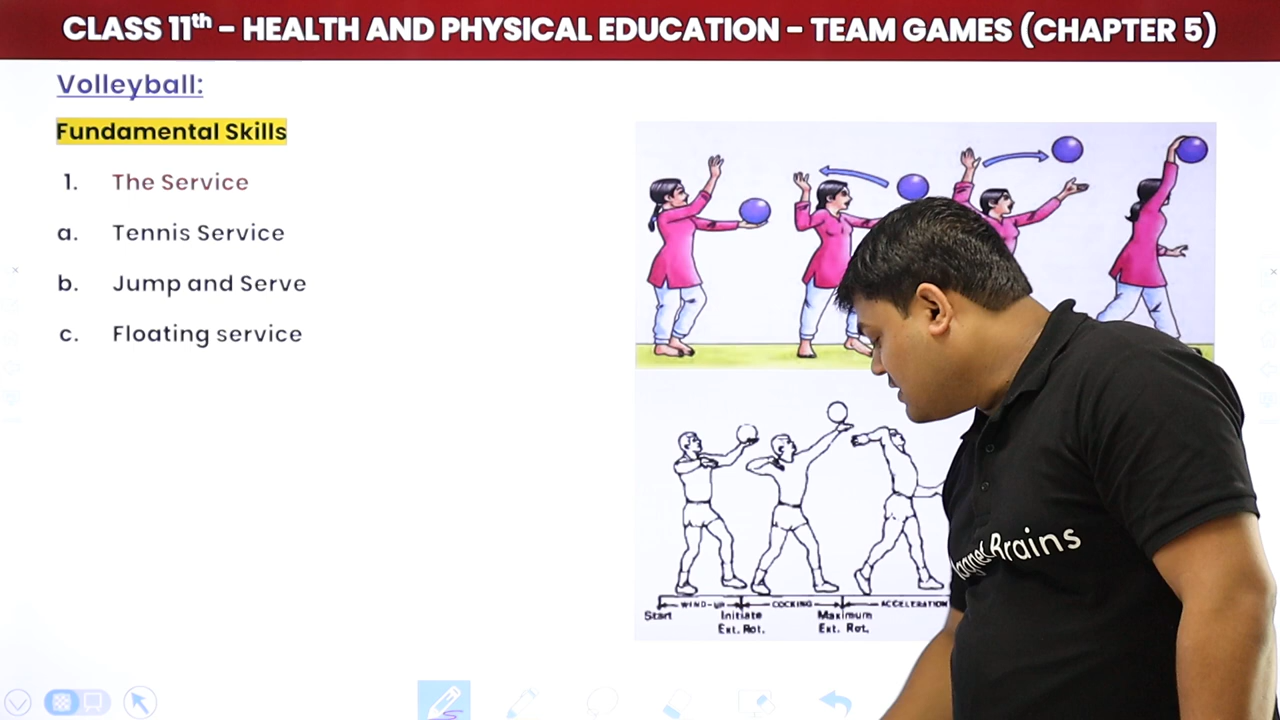 CLASS 11th - HEALTH AND PHYSICAL EDUCATION - TEAM GAMES (CHAPTER 5)
Volleyball:
Fundamental Skills
1. The Service
a. Tennis Service
b. Jump and Serve
c. Floating service
WIND-UP COCKING ACCELERATION
Start Initiate Maximum
Ext. Rot. Ext. Rot.
Brains